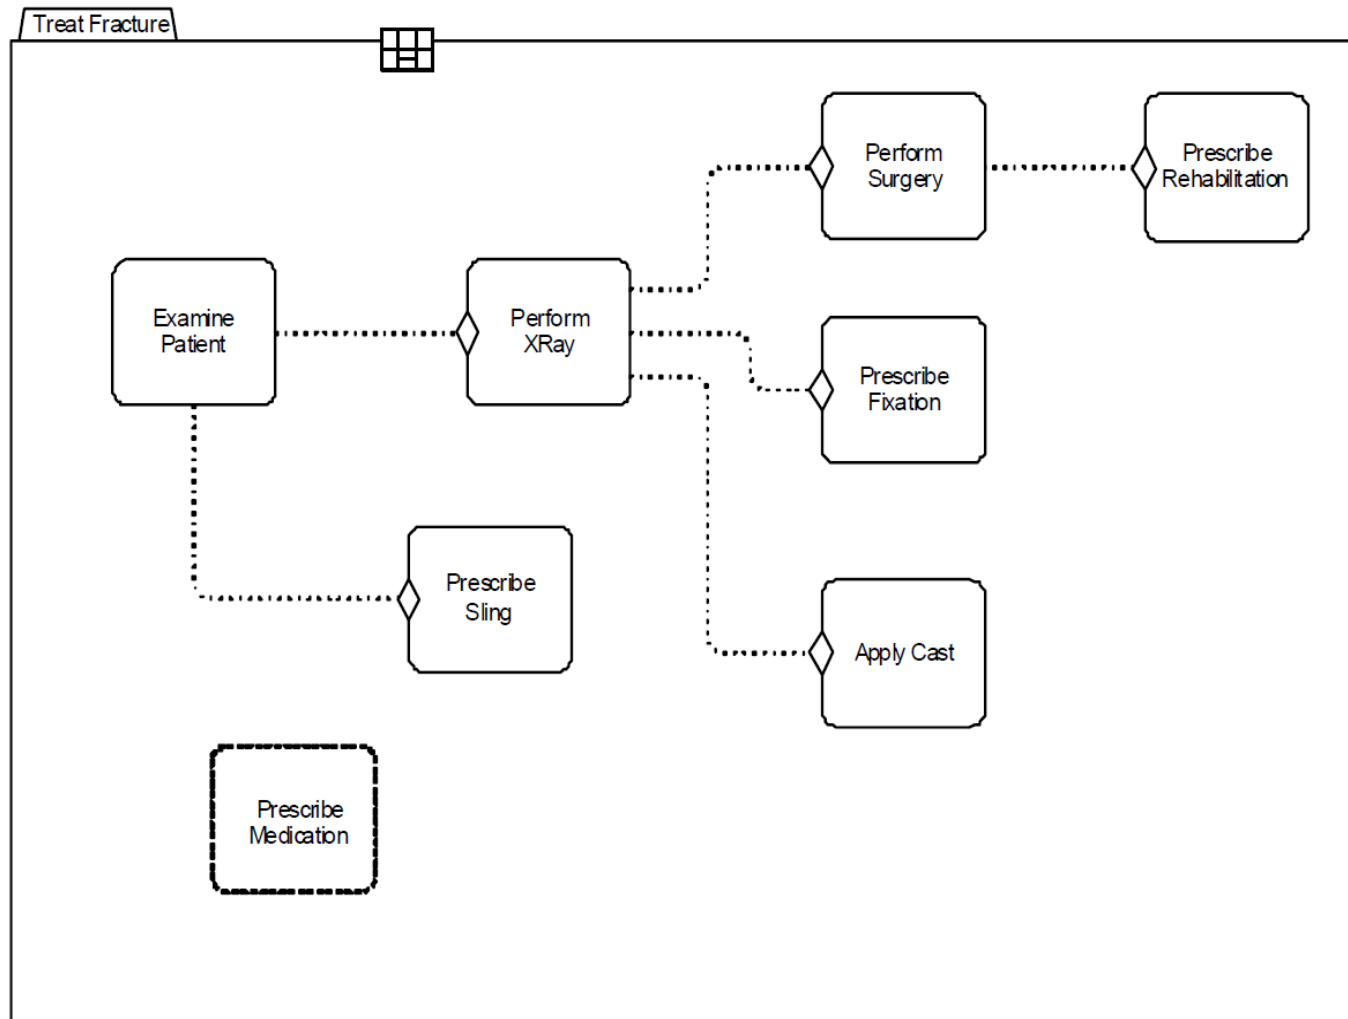 Treat Fracture
Perform
Surgery
Prescribe
Rehabilitation
Examine
Patient
Perform
XRay
Prescribe
Fixation
Prescribe
Sling
Apply Cast
Prescribe
Medication